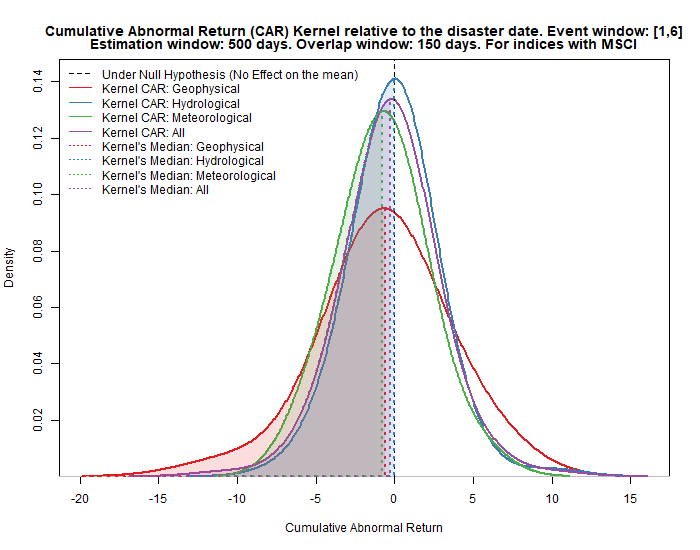 Cumulative Abnormal Return (CAR) Kernel relative to the disaster date. Event window: [1,6]
Estimation window: 500 days. Overlap window: 150 days. For indices with MSCI
Under Null Hypothesis (No Effect on the mean)
Kernel CAR: Geophysical
Kernel CAR: Hydrological
Kernel CAR: Meteorological
Kernel CAR: All
Kernel's Median: Geophysical
Kernel's Median: Hydrological
Kernel's Median: Meteorological
Kernel's Median: All
0.14
0.12
0.10
0.08
0.06
0.04
0.02
Density
-20 -15 -10 -5 0 5 10 15
Cumulative Abnormal Return